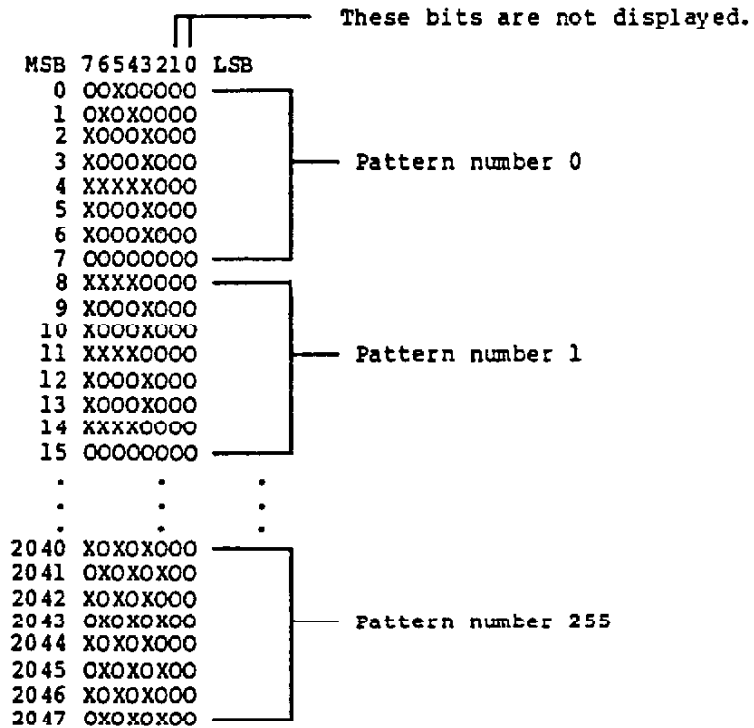 These bits are not displayed.
MSB 76543210 LSB
0 OOXOOOOO
1 OXOXOOOO
2 XOOOXOOO
3 XOOOXOOO Pattern number 0
4 XXXXXOOO
5 XOOOXOOO
6 XOOOXOOO
7 OOOOOOOO
8 XXXXOOOO
9 XOOOXOOO
10 XOOOXOOO
11 XXXXOOOO Pattern number 1
12 XOOOXOOO
13 XOOOXOOO
14 XXXXOOOO
15 OOOOOOOO
. . .
. . .
. . .
2040 XOXOXOOO
2041 OXOXOXOO
2042 XOXOXOOO
2043 OXOXOXOO Pattern number 255
2044 XOXOXOOO
2045 OXOXOXOO
2046 XOXOXOOO
2047 OXOXOXOO